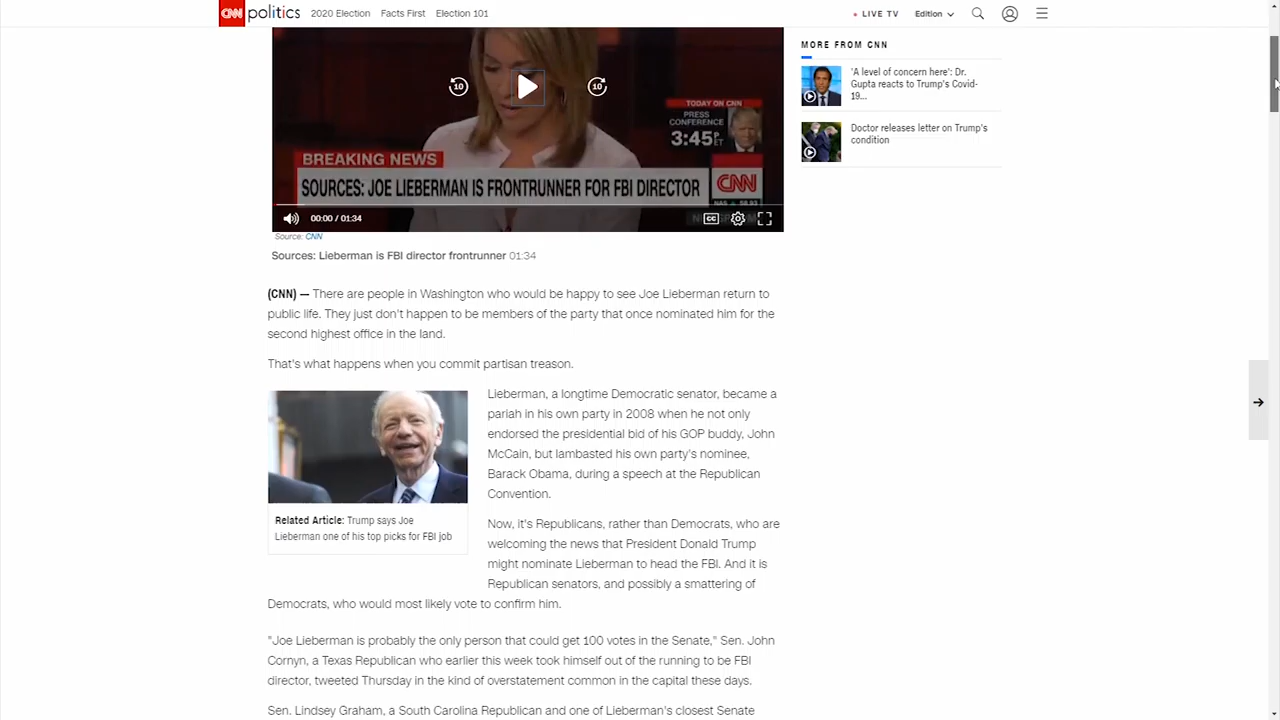 CNN politics 2020 Election Facts First Election 101 LIVE TV Edition
MORE FROM CNN
'A level of concern here': Dr.
Gupta reacts to Trump's Covid-
19...
Doctor releases letter on Trump's
condition
10 10
TODAY ON CNN
PRESS
CONFERENCE
3:45 P ET
BREAKING NEWS
SOURCES: JOE LIEBERMAN IS FRONTRUNNER FOR FBI DIRECTOR
CNN
00:00 / 01:34 CC
Source: CNN
Sources: Lieberman is FBI director frontrunner 01:34
(CNN) — There are people in Washington who would be happy to see Joe Lieberman return to
public life. They just don't happen to be members of the party that once nominated him for the
second highest office in the land.
That's what happens when you commit partisan treason.
Related Article: Trump says Joe
Lieberman one of his top picks for FBI job
Lieberman, a longtime Democratic senator, became a
pariah in his own party in 2008 when he not only
endorsed the presidential bid of his GOP buddy, John
McCain, but lambasted his own party's nominee,
Barack Obama, during a speech at the Republican
Convention.
Now, it's Republicans, rather than Democrats, who are
welcoming the news that President Donald Trump
might nominate Lieberman to head the FBI. And it is
Republican senators, and possibly a smattering of
Democrats, who would most likely vote to confirm him.
"Joe Lieberman is probably the only person that could get 100 votes in the Senate," Sen. John
Cornyn, a Texas Republican who earlier this week took himself out of the running to be FBI
director, tweeted Thursday in the kind of overstatement common in the capital these days.
Sen. Lindsey Graham, a South Carolina Republican and one of Lieberman's closest Senate